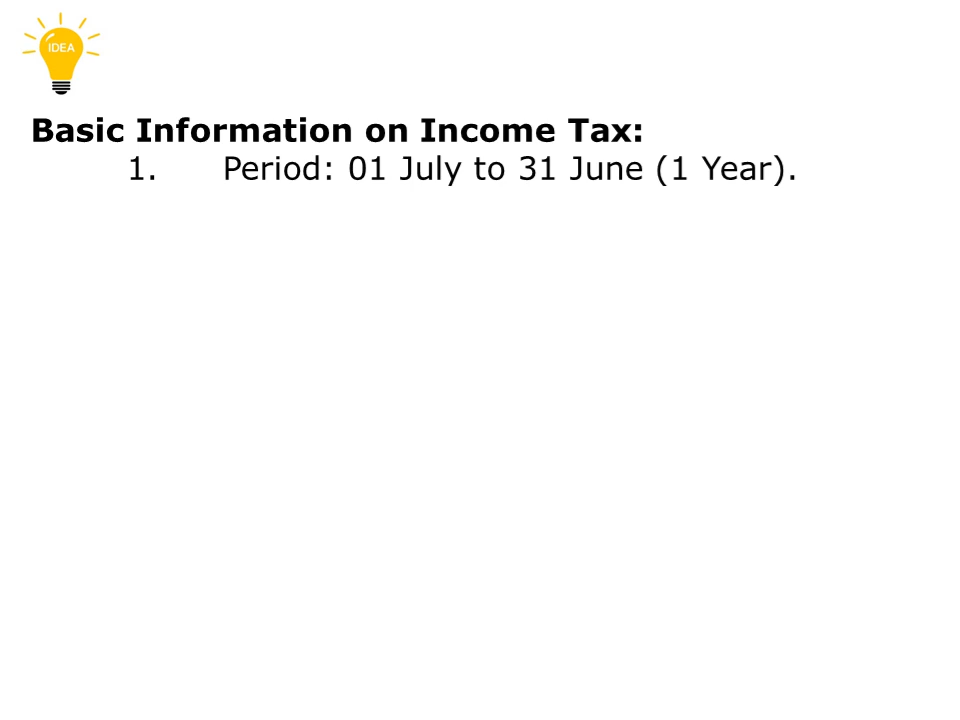 IDEA
Basic Information on Income Tax:
1. Period: 01 July to 31 June (1 Year).